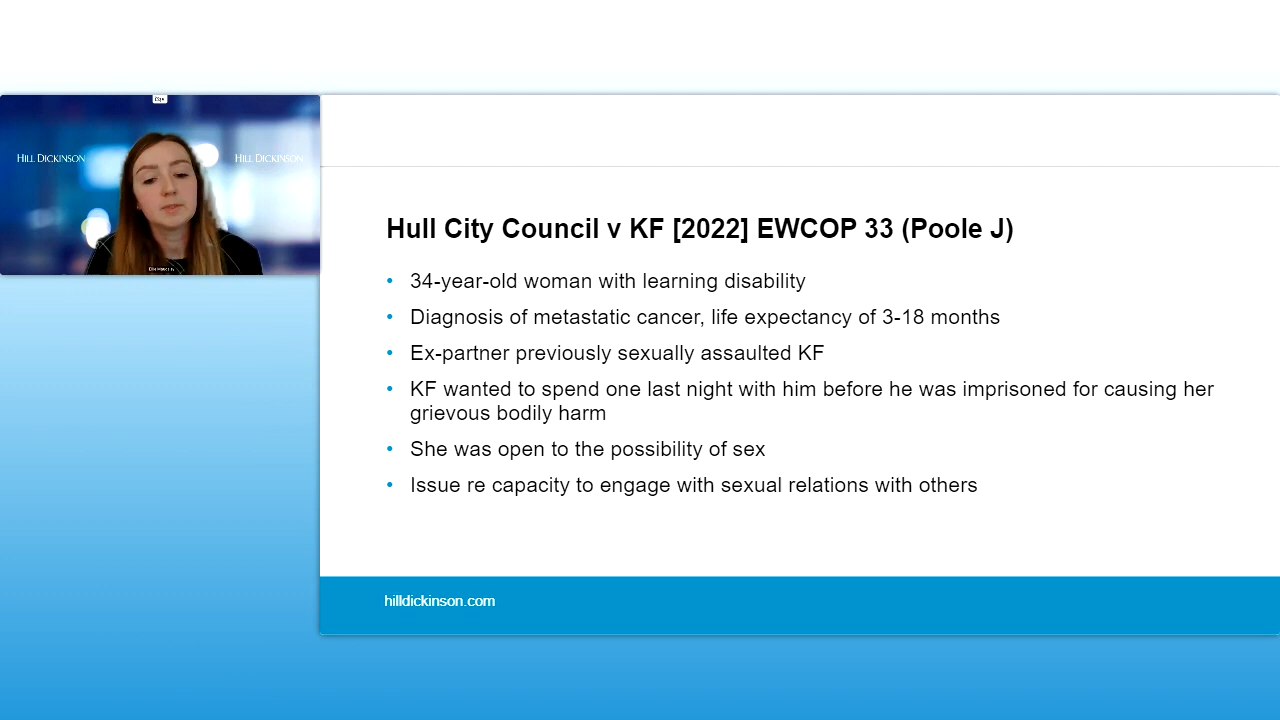 HILL DICKINSON
HILL DICKINSON
Hull City Council v KF [2022] EWCOP 33 (Poole J)
• 34-year-old woman with learning disability
• Diagnosis of metastatic cancer, life expectancy of 3-18 months
• Ex-partner previously sexually assaulted KF
• KF wanted to spend one last night with him before he was imprisoned for causing her
grievous bodily harm
• She was open to the possibility of sex
• Issue re capacity to engage with sexual relations with others
hilldickinson.com